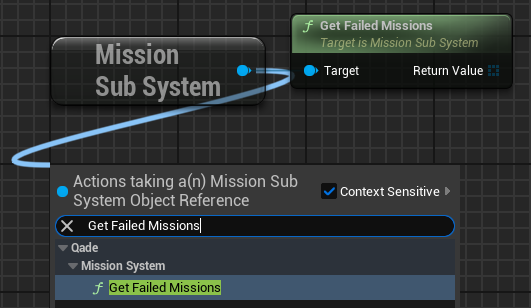 Get Failed Missions
Target is Mission Sub System
Mission
Sub System
Target
Return Value
Actions taking a(n) Mission Sub
System Object Reference
Context Sensitive
Get Failed Missions
Qade
Mission System
Get Failed Missions